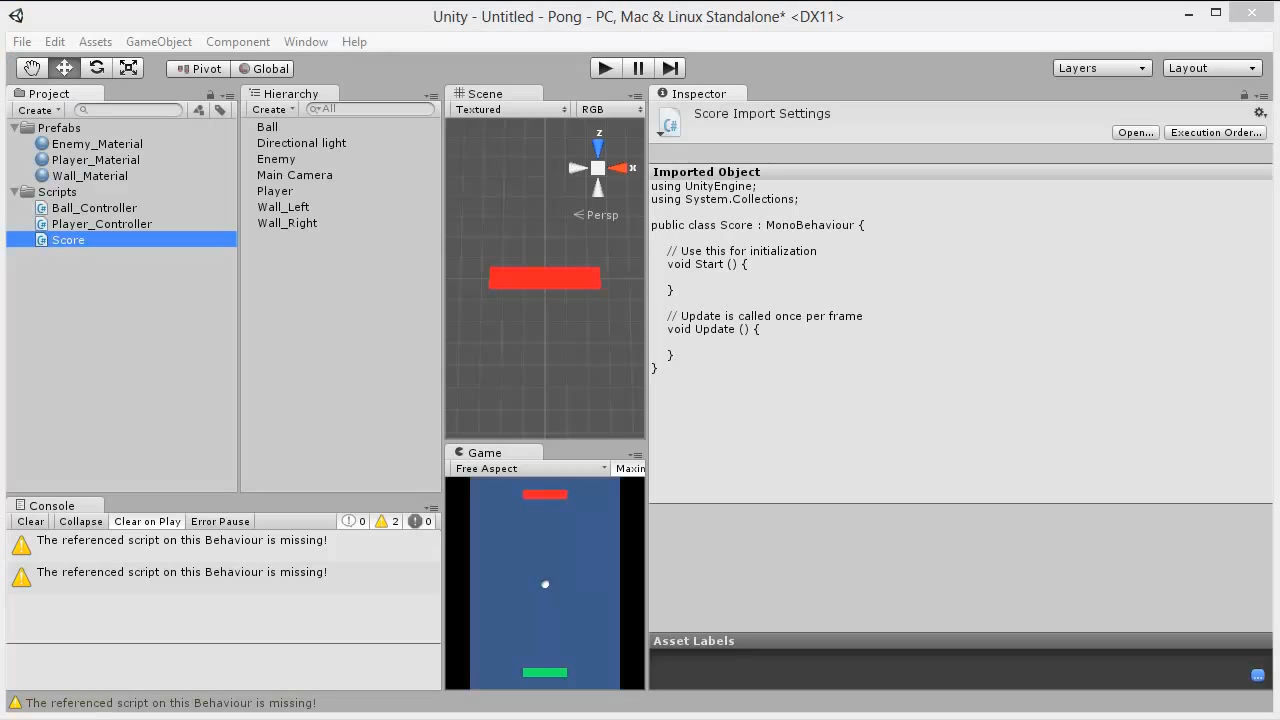 Unity - Untitled - Pong - PC, Mac & Linux Standalone* <DX11>
File Edit Assets GameObject Component Window Help
Pivot Global Layers Layout
Project
Create
Prefabs
Enemy_Material
Player_Material
Wall_Material
Scripts
Ball_Controller
Player_Controller
Score
Hierarchy
Create All
Ball
Directional light
Enemy
Main Camera
Player
Wall_Left
Wall_Right
Scene
Textured RGB
z
x
Persp
Game
Free Aspect Maxin
Inspector
Score Import Settings
C#
Open... Execution Order...
Imported Object
using UnityEngine;
using System.Collections;
public class Score : MonoBehaviour {
// Use this for initialization
void Start () {
}
// Update is called once per frame
void Update () {
}
}
Asset Labels
Console
Clear Collapse Clear on Play Error Pause 0 2 0
The referenced script on this Behaviour is missing!
The referenced script on this Behaviour is missing!
The referenced script on this Behaviour is missing!